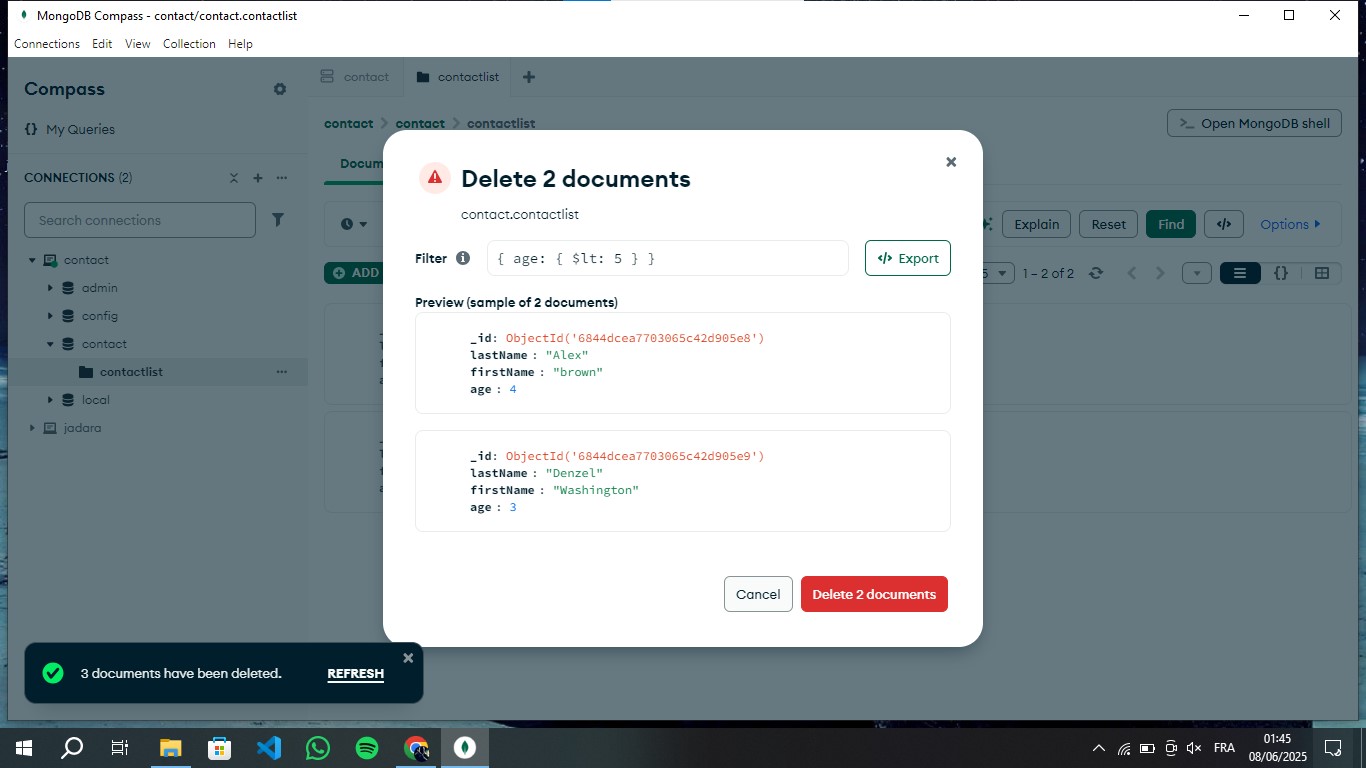 MongoDB Compass - contact/contact.contactlist
Connections Edit View Collection Help
Compass
{} My Queries
CONNECTIONS (2)
Search connections
contact
admin
config
contact
contactlist
local
jadara
contact contactlist
contact > contact > contactlist
>_ Open MongoDB shell
Explain Reset Find </> Options
1 – 2 of 2 {}
Delete 2 documents
contact.contactlist
Filter { age: { $lt: 5 } } </> Export
Preview (sample of 2 documents)
_id: ObjectId('6844dcea7703065c42d905e8')
lastName : "Alex"
firstName : "brown"
age : 4
_id: ObjectId('6844dcea7703065c42d905e9')
lastName : "Denzel"
firstName : "Washington"
age : 3
Cancel Delete 2 documents
ADD
3 documents have been deleted. REFRESH
FRA
01:45
08/06/2025